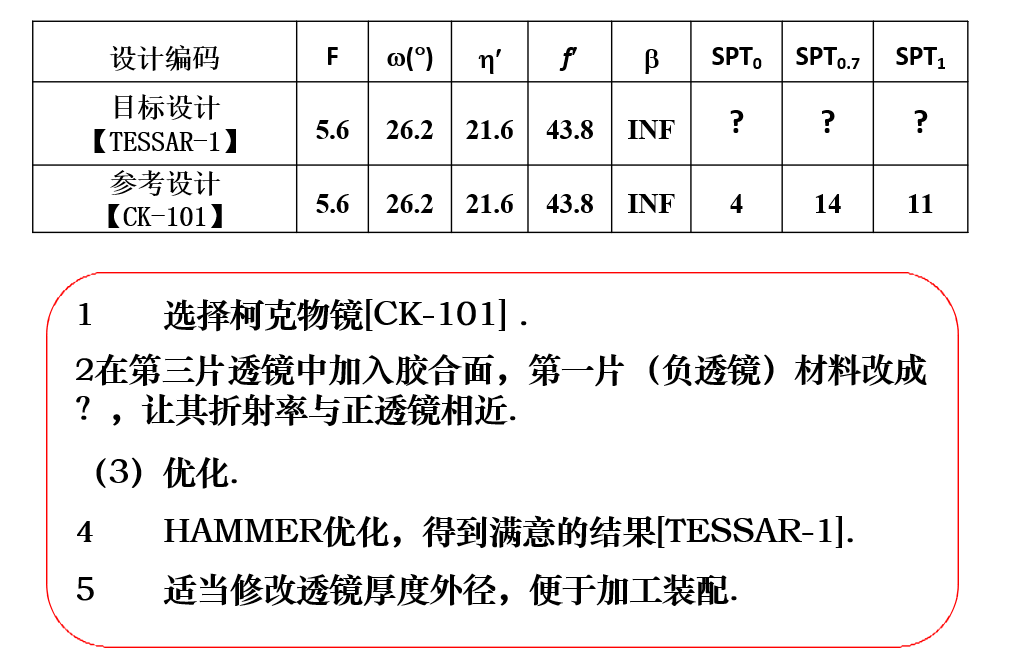 设计编码 F ω(°) η′ f′ β SPT₀ SPT₀.₇ SPT₁
目标设计
【TESSAR-1】 5.6 26.2 21.6 43.8 INF ? ? ?
参考设计
【CK-101】 5.6 26.2 21.6 43.8 INF 4 14 11
1 选择柯克物镜[CK-101] .
2在第三片透镜中加入胶合面，第一片（负透镜）材料改成
？，让其折射率与正透镜相近.
（3）优化.
4 HAMMER优化，得到满意的结果[TESSAR-1].
5 适当修改透镜厚度外径，便于加工装配.